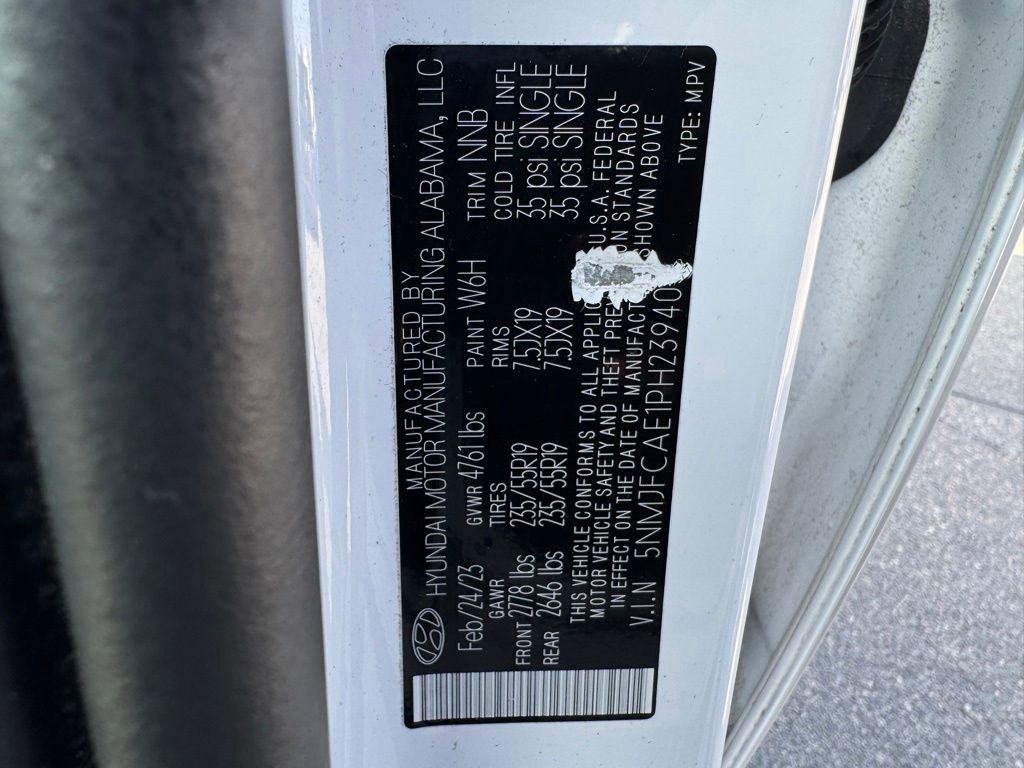 MANUFACTURED BY
HYUNDAI MOTOR MANUFACTURING ALABAMA, LLC
Feb/24/23 GVWR 4761 lbs PAINT W6H TRIM NNB
GAWR TIRES RIMS COLD TIRE INFL
FRONT 2778 lbs 235/55R19 7.5JX19 35 psi SINGLE
REAR 2646 lbs 235/55R19 7.5JX19 35 psi SINGLE
THIS VEHICLE CONFORMS TO ALL APPLIC U.S.A. FEDERAL
MOTOR VEHICLE SAFETY AND THEFT PRE ON STANDARDS
IN EFFECT ON THE DATE OF MANUFACT SHOWN ABOVE
V.I.N 5NMJFCAE1PH23940
TYPE: MPV